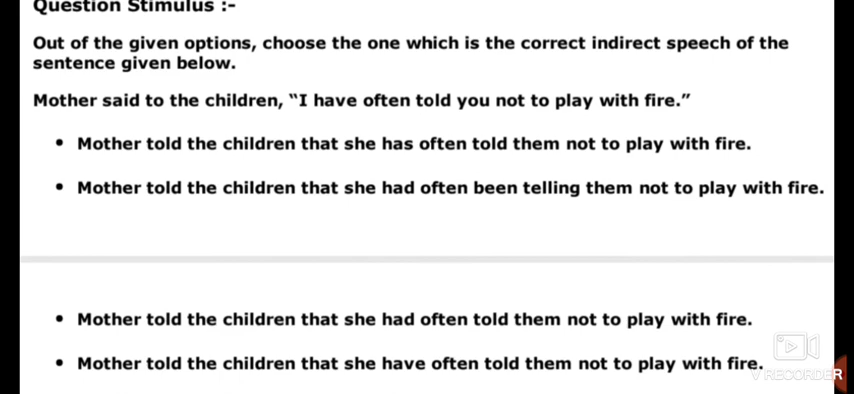 Question Stimulus :-
Out of the given options, choose the one which is the correct indirect speech of the
sentence given below.
Mother said to the children, “I have often told you not to play with fire.”
• Mother told the children that she has often told them not to play with fire.
• Mother told the children that she had often been telling them not to play with fire.
• Mother told the children that she had often told them not to play with fire.
• Mother told the children that she have often told them not to play with fire.
V RECORDER